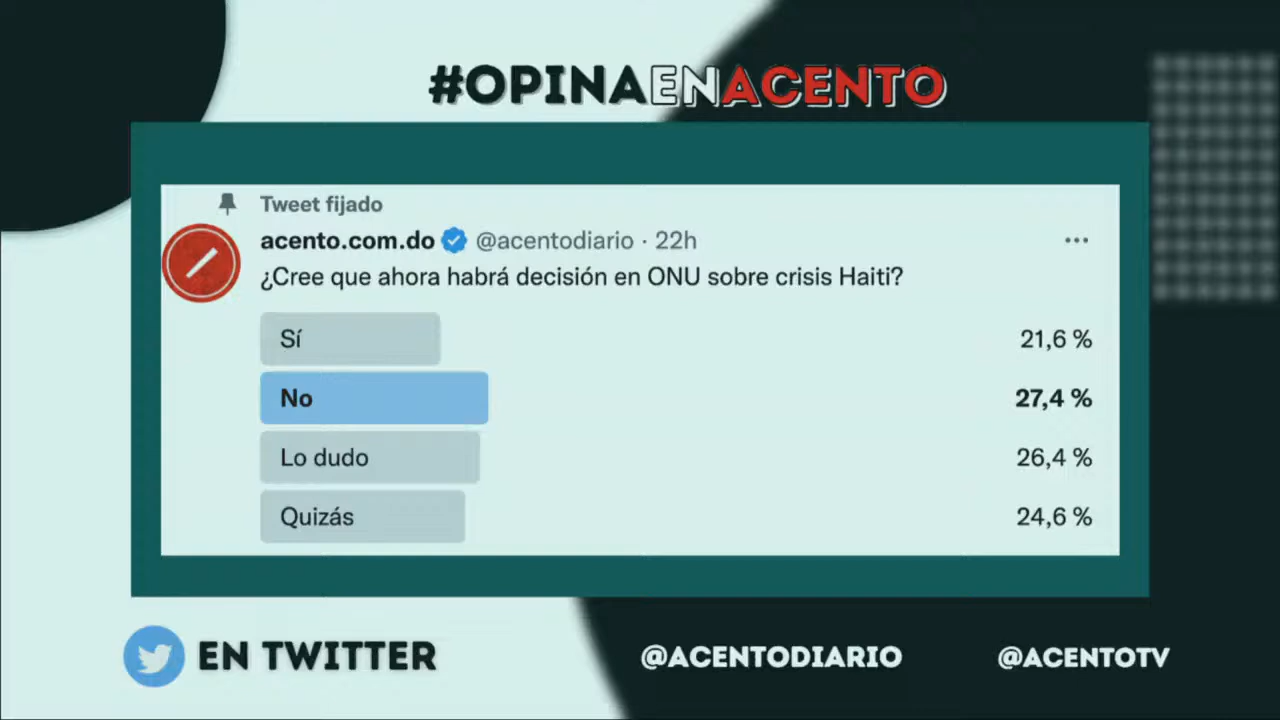 #OPINAENACENTO
Tweet fijado
acento.com.do @acentodiario · 22h
¿Cree que ahora habrá decisión en ONU sobre crisis Haiti?
Sí 21,6 %
No 27,4 %
Lo dudo 26,4 %
Quizás 24,6 %
EN TWITTER @ACENTODIARIO @ACENTOTV